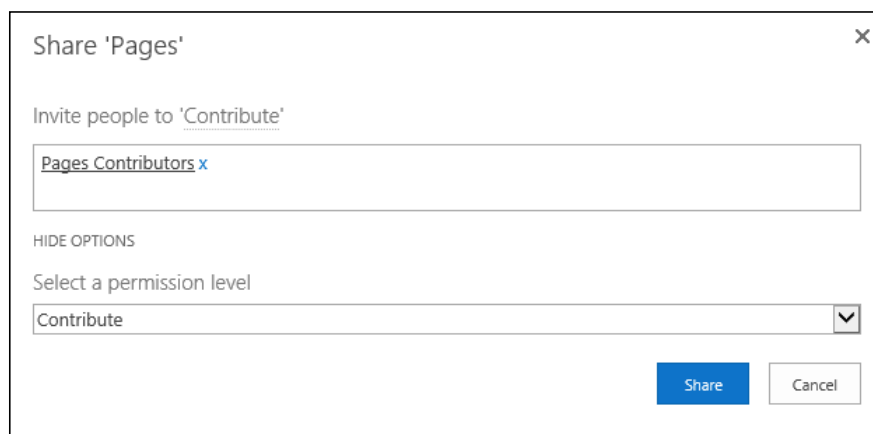 Share 'Pages'
Invite people to 'Contribute'
Pages Contributors x
HIDE OPTIONS
Select a permission level
Contribute
Share Cancel